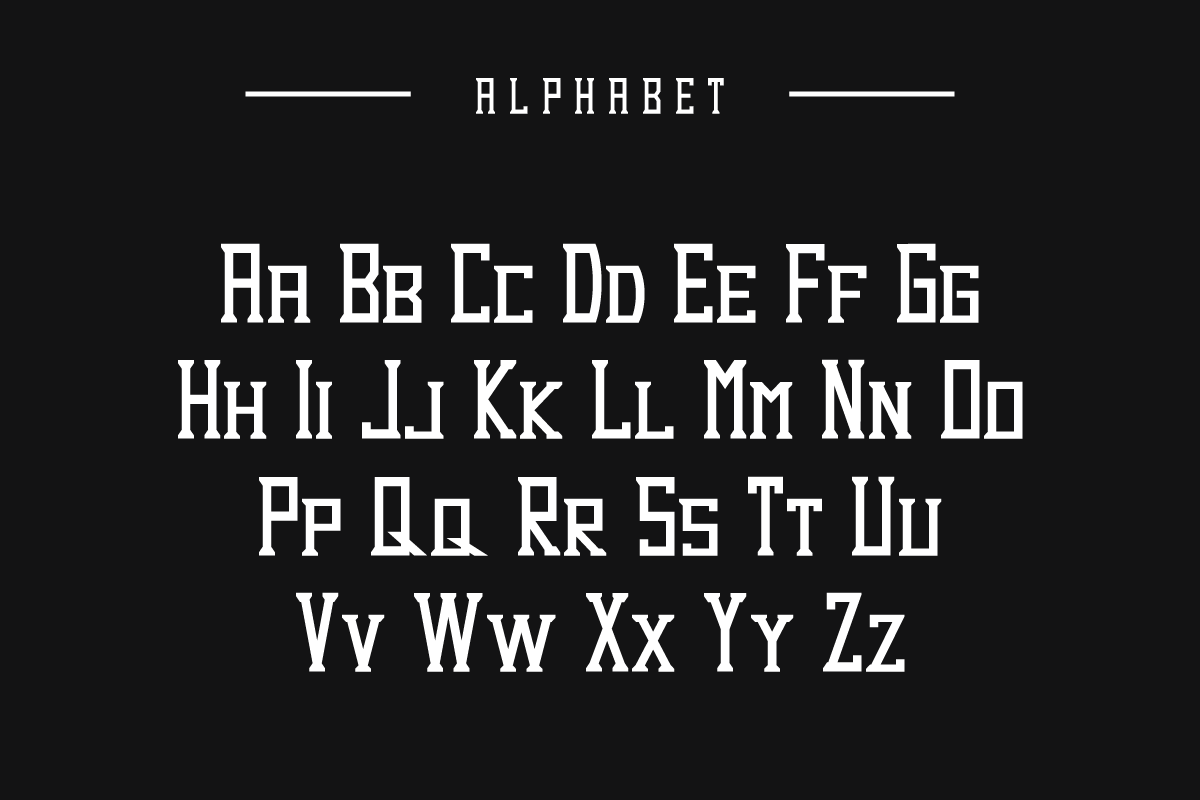 ALPHABET
Aa Bb Cc Dd Ee Ff Gg
Hh Ii Jj Kk Ll Mm Nn Oo
Pp Qq Rr Ss Tt Uu
Vv Ww Xx Yy Zz